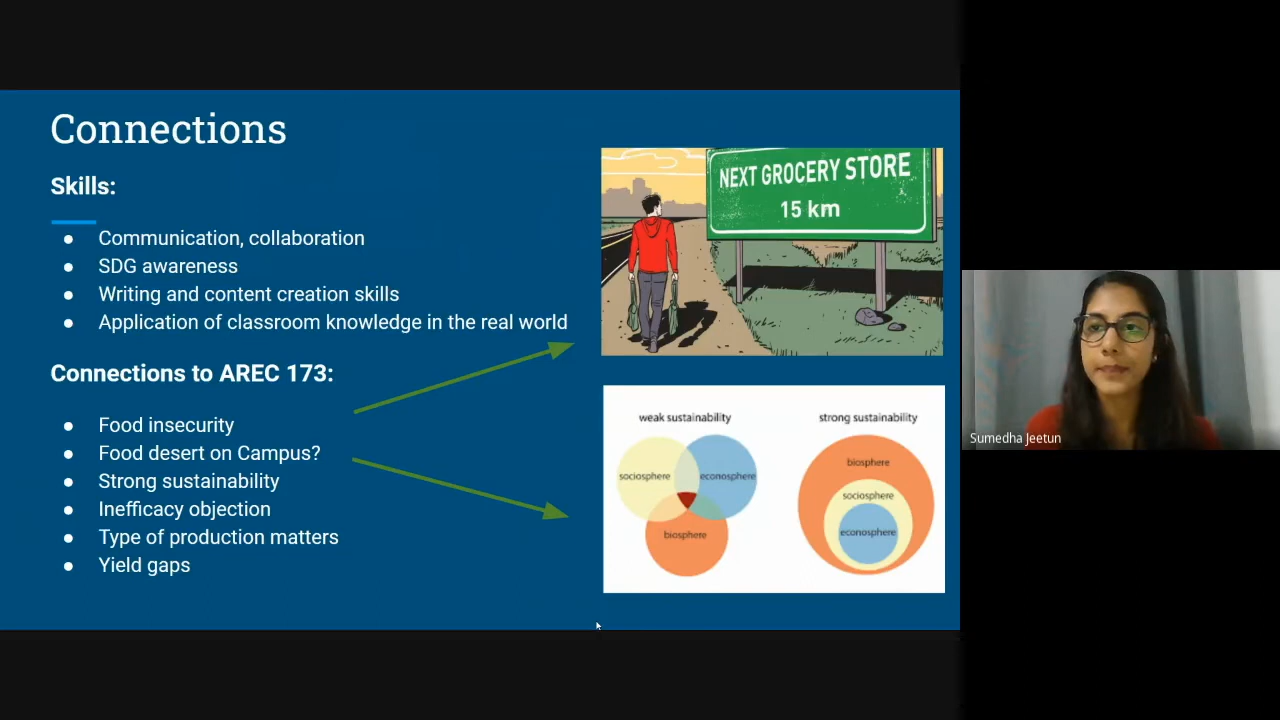 Connections
Skills:
● Communication, collaboration
● SDG awareness
● Writing and content creation skills
● Application of classroom knowledge in the real world
Connections to AREC 173:
● Food insecurity
● Food desert on Campus?
● Strong sustainability
● Inefficacy objection
● Type of production matters
● Yield gaps
NEXT GROCERY STORE
15 km
weak sustainability
sociosphere
econosphere
biosphere
strong sustainability
biosphere
sociosphere
econosphere
Sumedha Jeetun